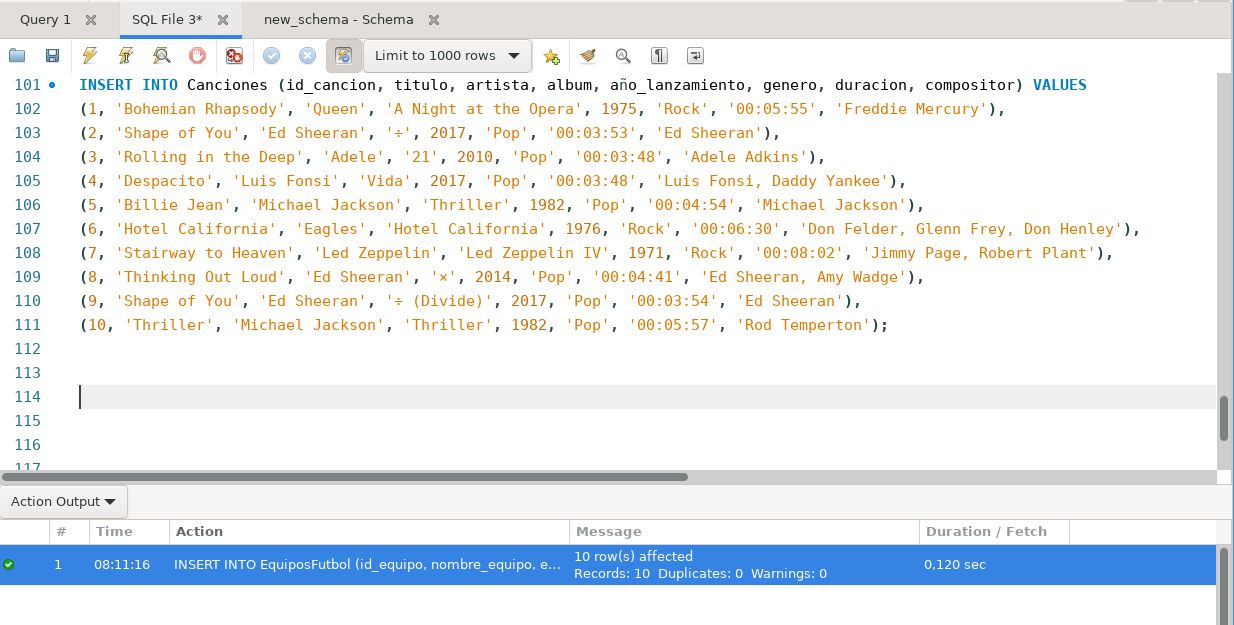 Query 1
SQL File 3*
new_schema - Schema
Limit to 1000 rows
101 INSERT INTO Canciones (id_cancion, titulo, artista, album, año_lanzamiento, genero, duracion, compositor) VALUES
102 (1, 'Bohemian Rhapsody', 'Queen', 'A Night at the Opera', 1975, 'Rock', '00:05:55', 'Freddie Mercury'),
103 (2, 'Shape of You', 'Ed Sheeran', '÷', 2017, 'Pop', '00:03:53', 'Ed Sheeran'),
104 (3, 'Rolling in the Deep', 'Adele', '21', 2010, 'Pop', '00:03:48', 'Adele Adkins'),
105 (4, 'Despacito', 'Luis Fonsi', 'Vida', 2017, 'Pop', '00:03:48', 'Luis Fonsi, Daddy Yankee'),
106 (5, 'Billie Jean', 'Michael Jackson', 'Thriller', 1982, 'Pop', '00:04:54', 'Michael Jackson'),
107 (6, 'Hotel California', 'Eagles', 'Hotel California', 1976, 'Rock', '00:06:30', 'Don Felder, Glenn Frey, Don Henley'),
108 (7, 'Stairway to Heaven', 'Led Zeppelin', 'Led Zeppelin IV', 1971, 'Rock', '00:08:02', 'Jimmy Page, Robert Plant'),
109 (8, 'Thinking Out Loud', 'Ed Sheeran', '×', 2014, 'Pop', '00:04:41', 'Ed Sheeran, Amy Wadge'),
110 (9, 'Shape of You', 'Ed Sheeran', '÷ (Divide)', 2017, 'Pop', '00:03:54', 'Ed Sheeran'),
111 (10, 'Thriller', 'Michael Jackson', 'Thriller', 1982, 'Pop', '00:05:57', 'Rod Temperton');
112
113
114
115
116
117
Action Output
# Time Action Message Duration / Fetch
1 08:11:16 INSERT INTO EquiposFutbol (id_equipo, nombre_equipo, e... 10 row(s) affected
Records: 10 Duplicates: 0 Warnings: 0 0,120 sec